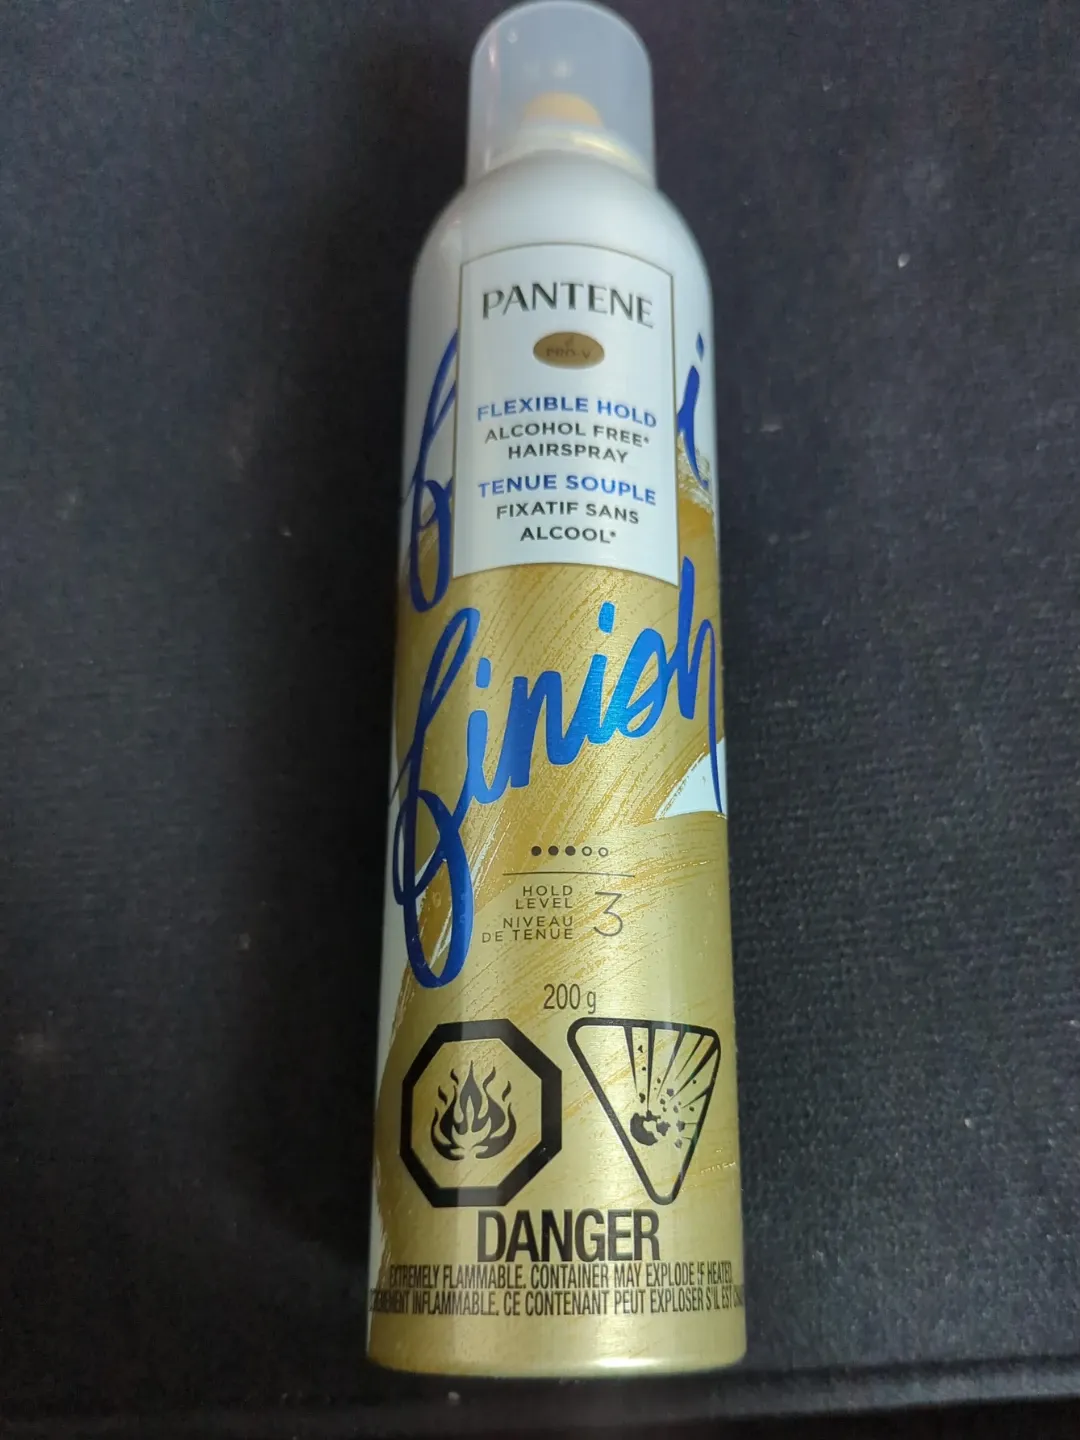 PANTENE
PRO-V
FLEXIBLE HOLD
ALCOHOL FREE*
HAIRSPRAY
TENUE SOUPLE
FIXATIF SANS
ALCOOL*
finish
HOLD
LEVEL
NIVEAU
DE TENUE
3
200 g
DANGER
EXTREMELY FLAMMABLE. CONTAINER MAY EXPLODE IF HEATED
INFLAMMABLE. CE CONTENANT PEUT EXPLOSER S'IL EST